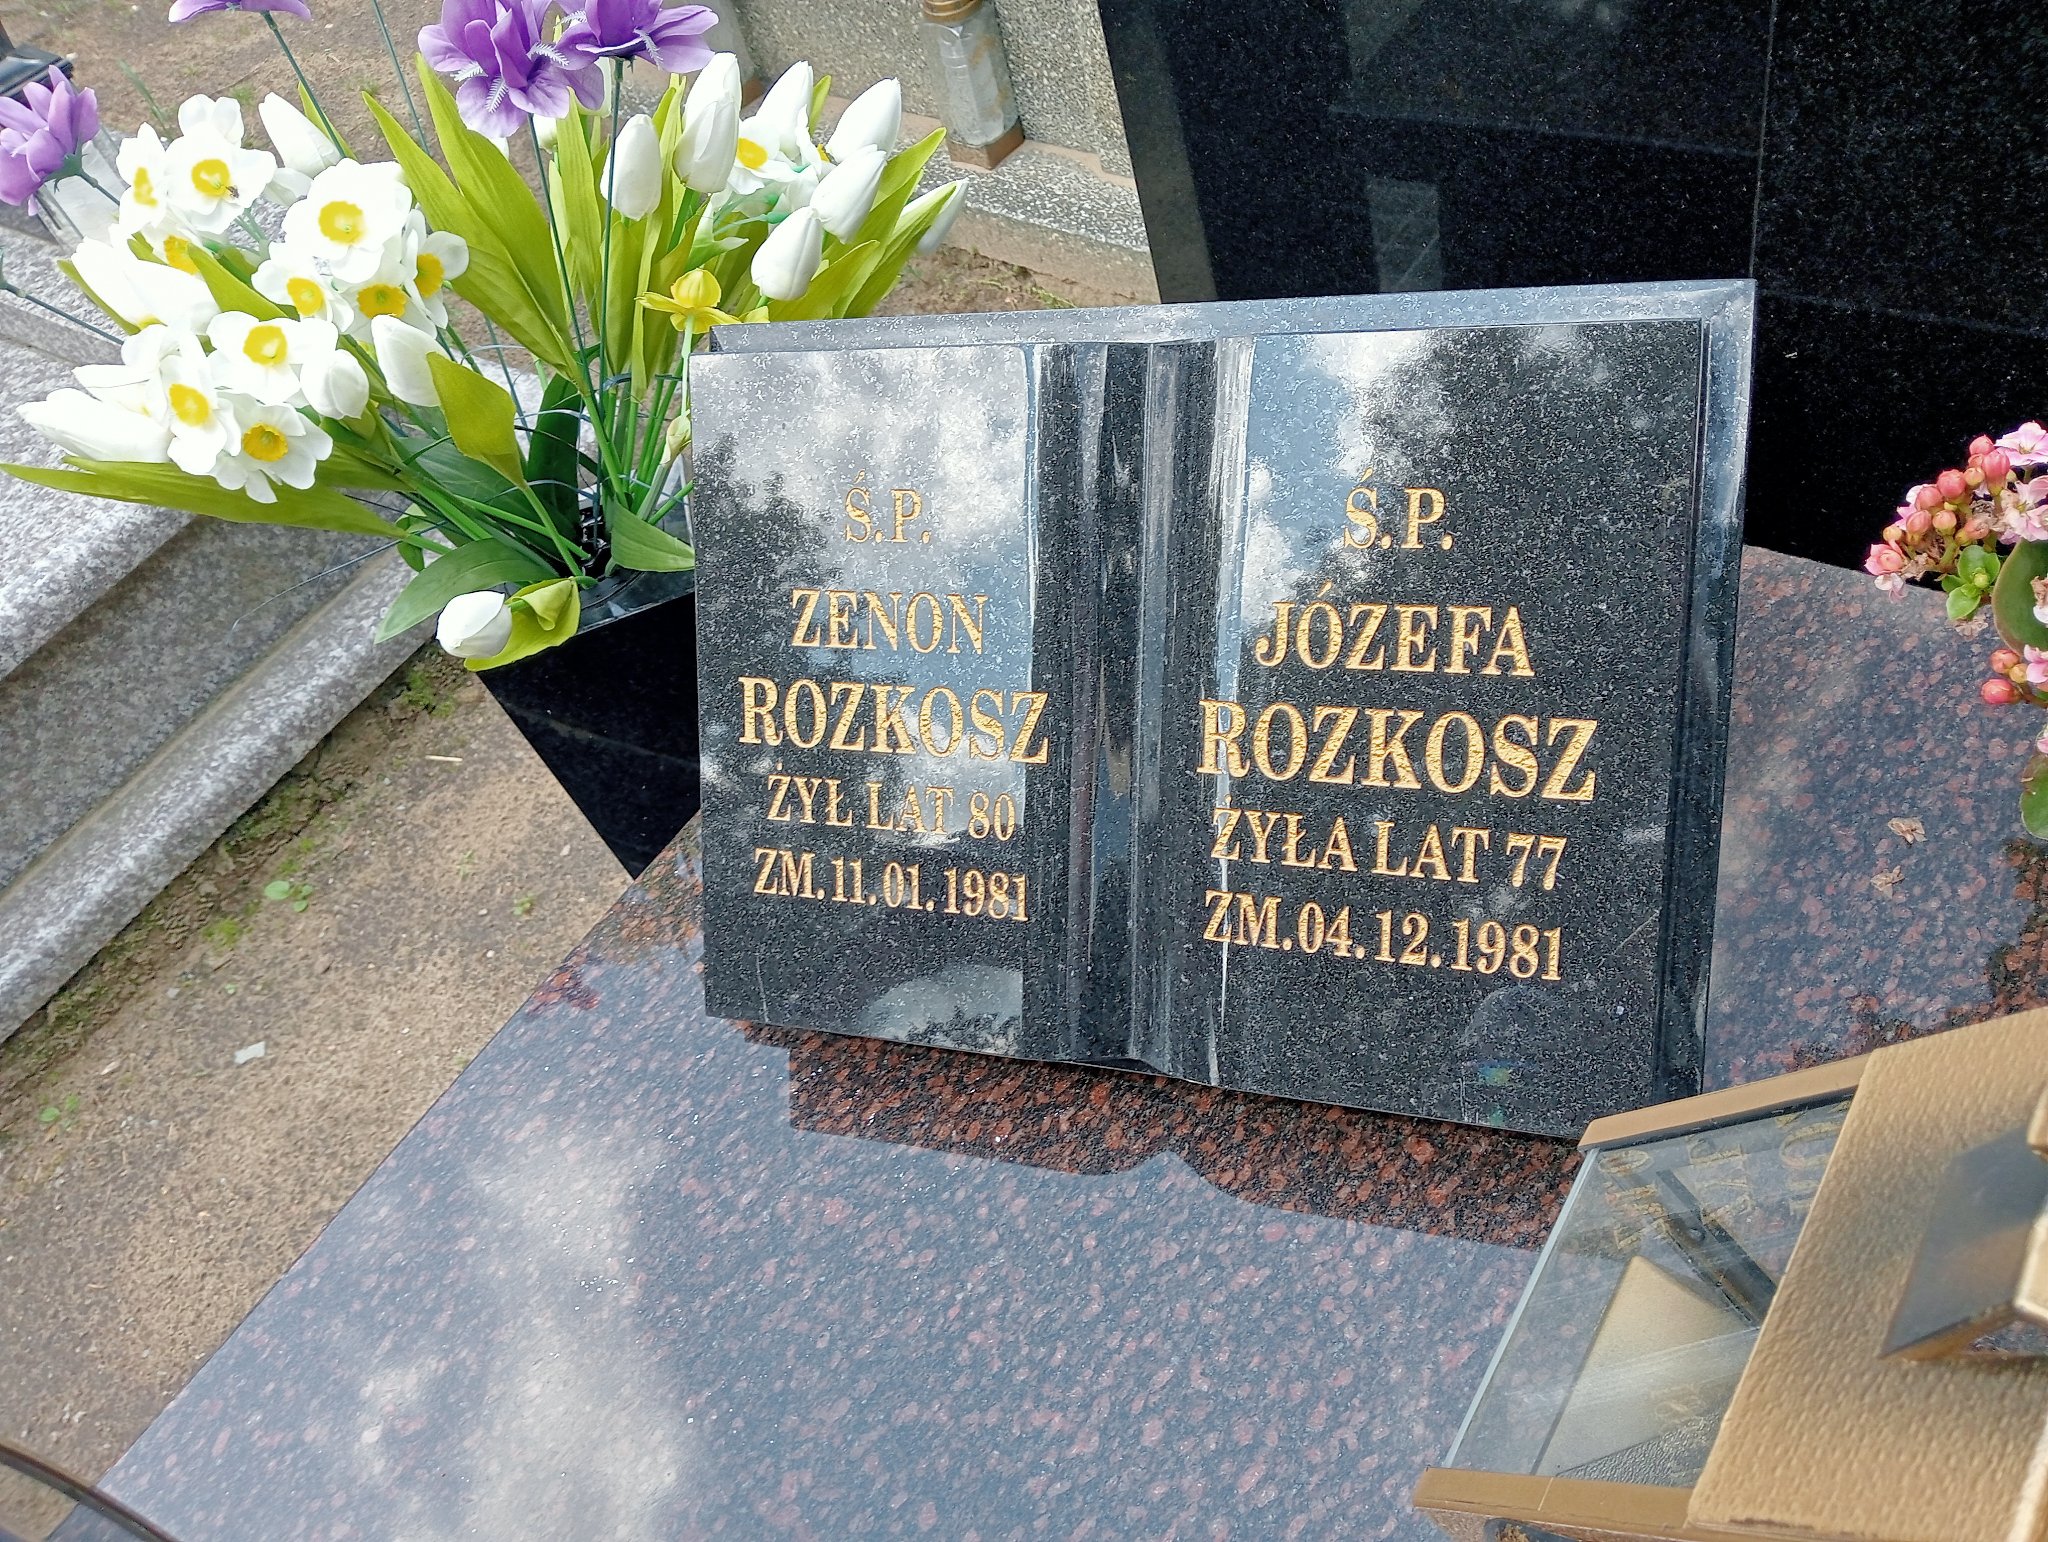 Ś.P.
ZENON
ROZKOSZ
ŻYŁ LAT 80
ZM.11.01.1981
Ś.P.
JÓZEFA
ROZKOSZ
ŻYŁA LAT 77
ZM.04.12.1981